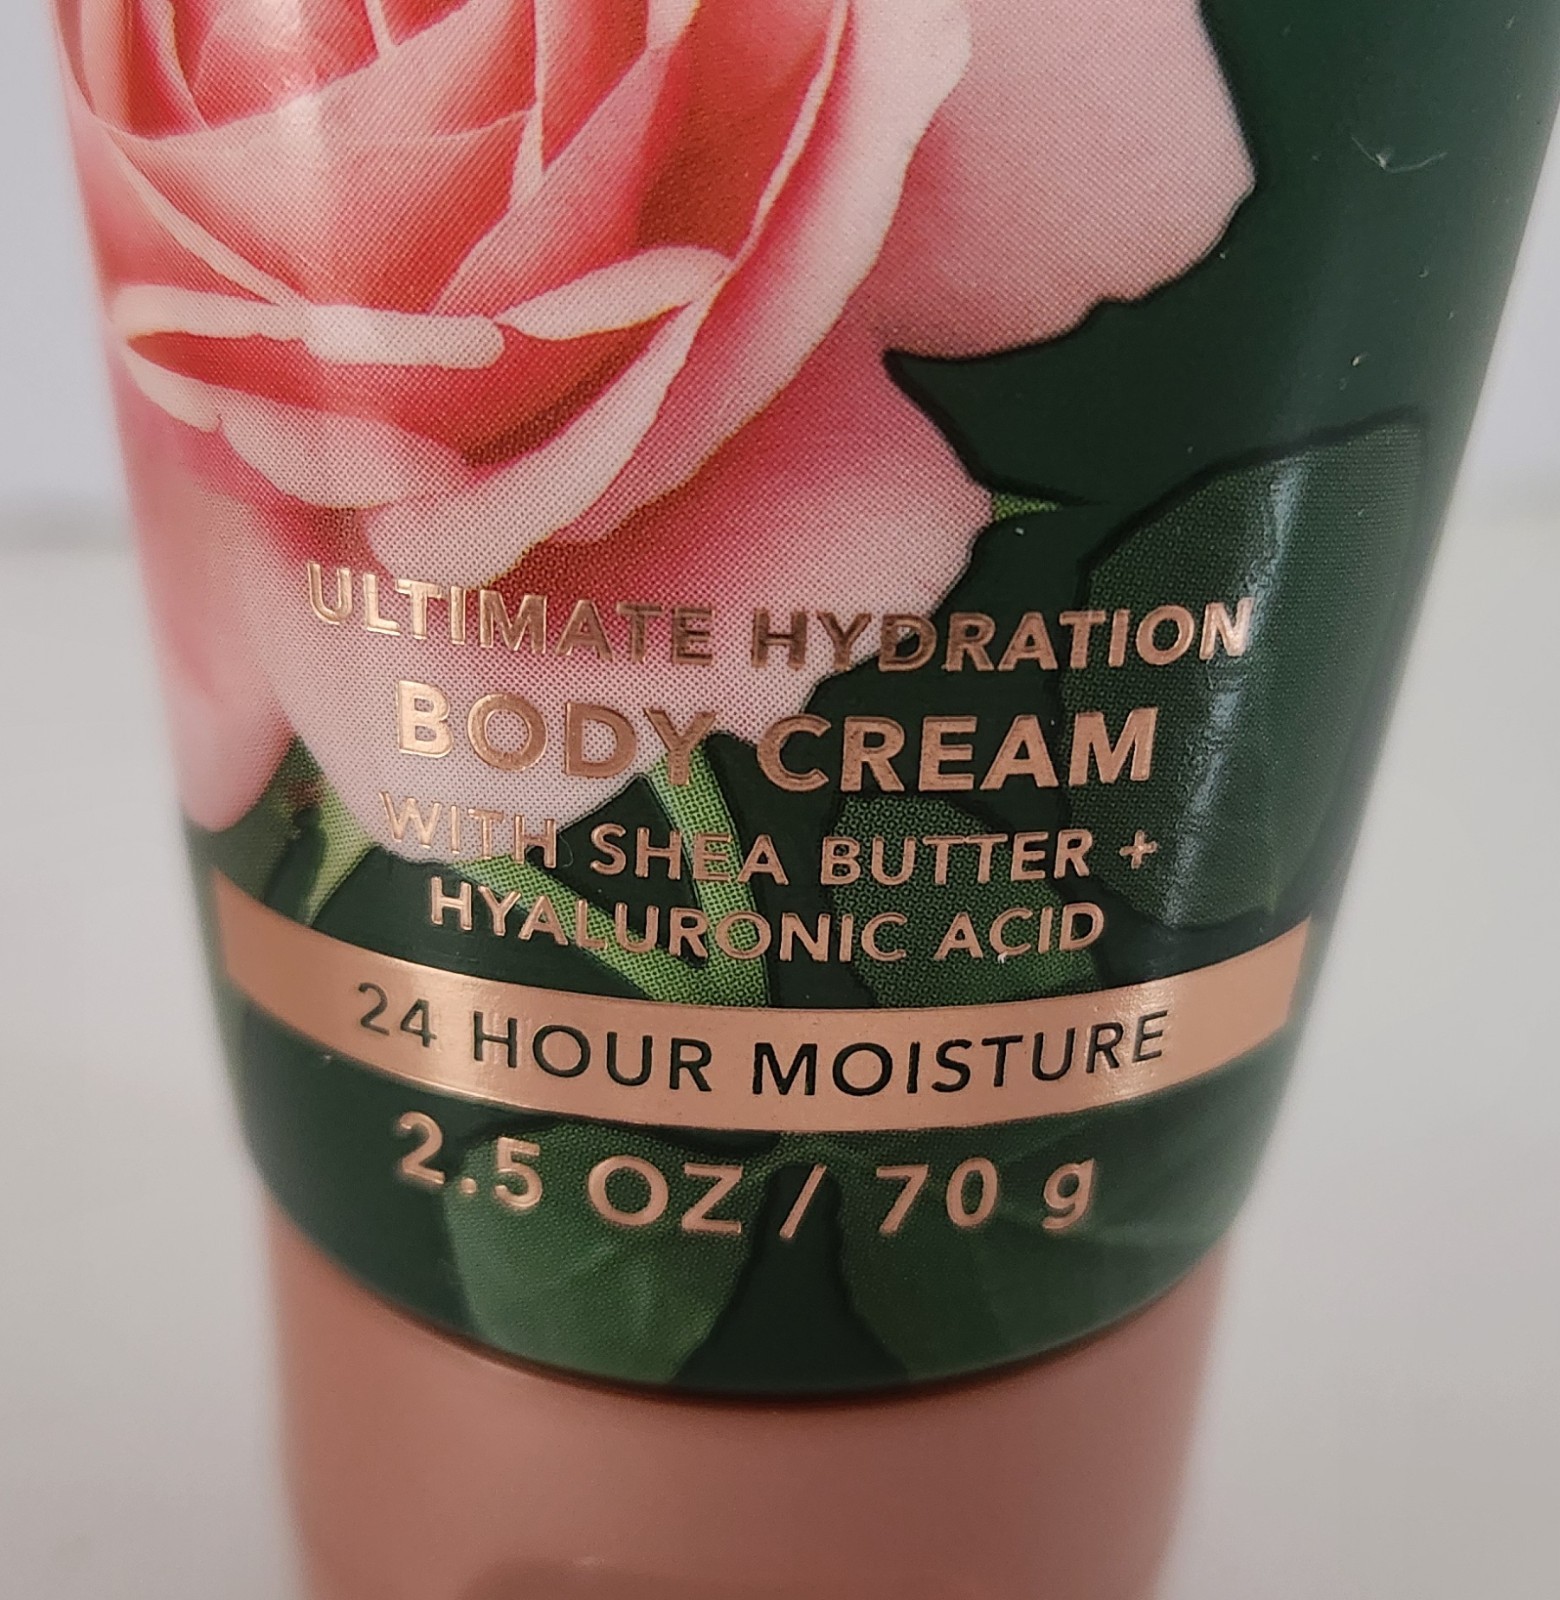 ULTIMATE HYDRATION
BODY CREAM
WITH SHEA BUTTER +
HYALURONIC ACID
24 HOUR MOISTURE
2.5 OZ / 70 g